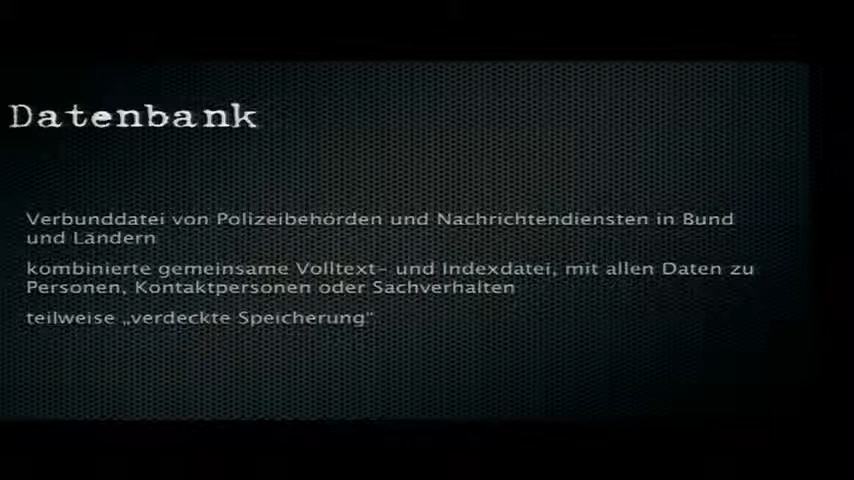 Datenbank
Verbunddatei von Polizeibehörden und Nachrichtendiensten in Bund
und Ländern
kombinierte gemeinsame Volltext- und Indexdatei, mit allen Daten zu
Personen, Kontaktpersonen oder Sachverhalten
teilweise „verdeckte Speicherung“